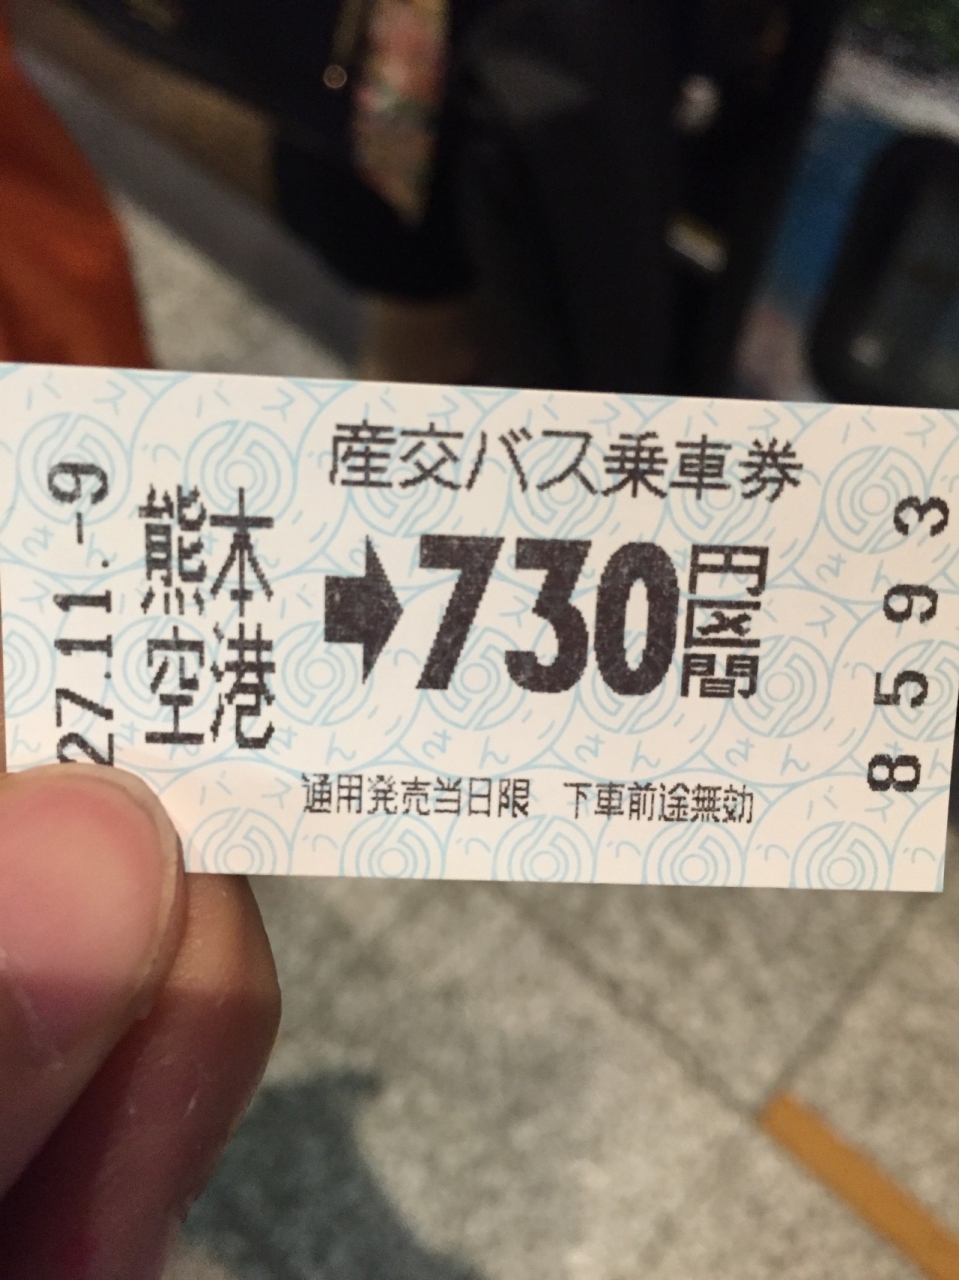 産交バス乗車券
27.11.-9
熊本
空港
➡730円区間
通用発売当日限 下車前途無効
8593